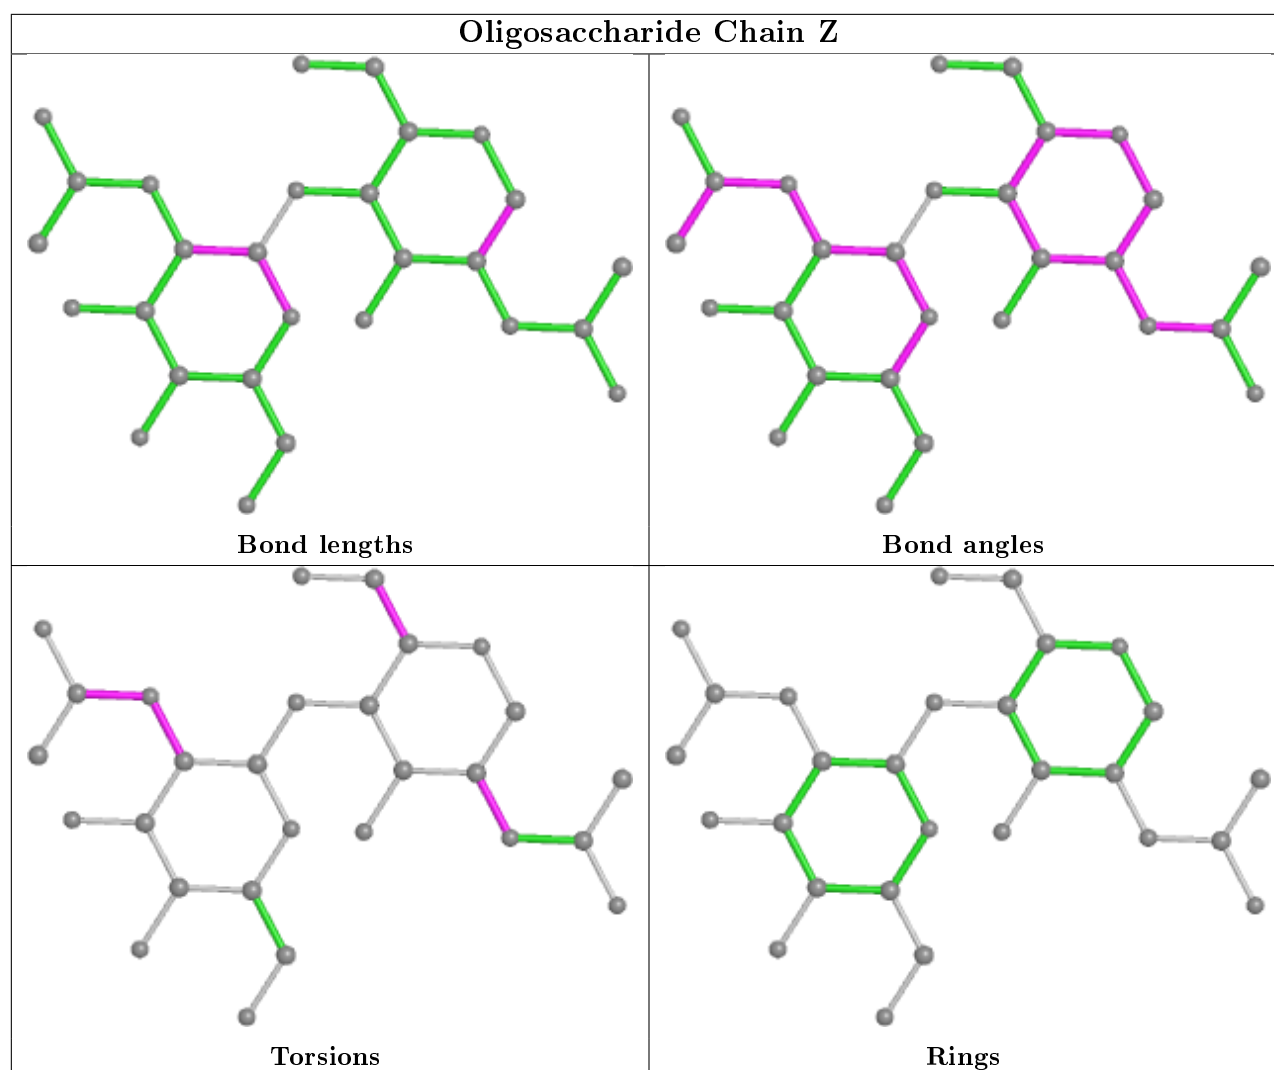 Oligosaccharide Chain Z
Bond lengths
Bond angles
Torsions
Rings